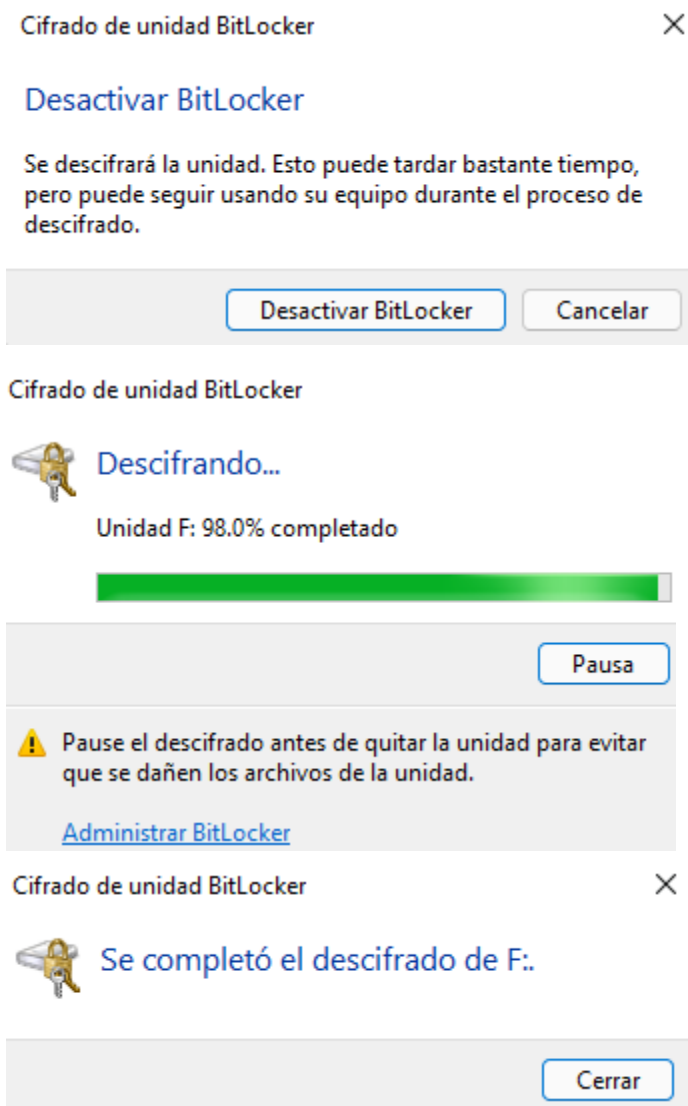 Cifrado de unidad BitLocker
Desactivar BitLocker
Se descifrará la unidad. Esto puede tardar bastante tiempo,
pero puede seguir usando su equipo durante el proceso de
descifrado.
Desactivar BitLocker
Cancelar
Cifrado de unidad BitLocker
Descifrando...
Unidad F: 98.0% completado
Pausa
Pause el descifrado antes de quitar la unidad para evitar
que se dañen los archivos de la unidad.
Administrar BitLocker
Cifrado de unidad BitLocker
Se completó el descifrado de F:.
Cerrar